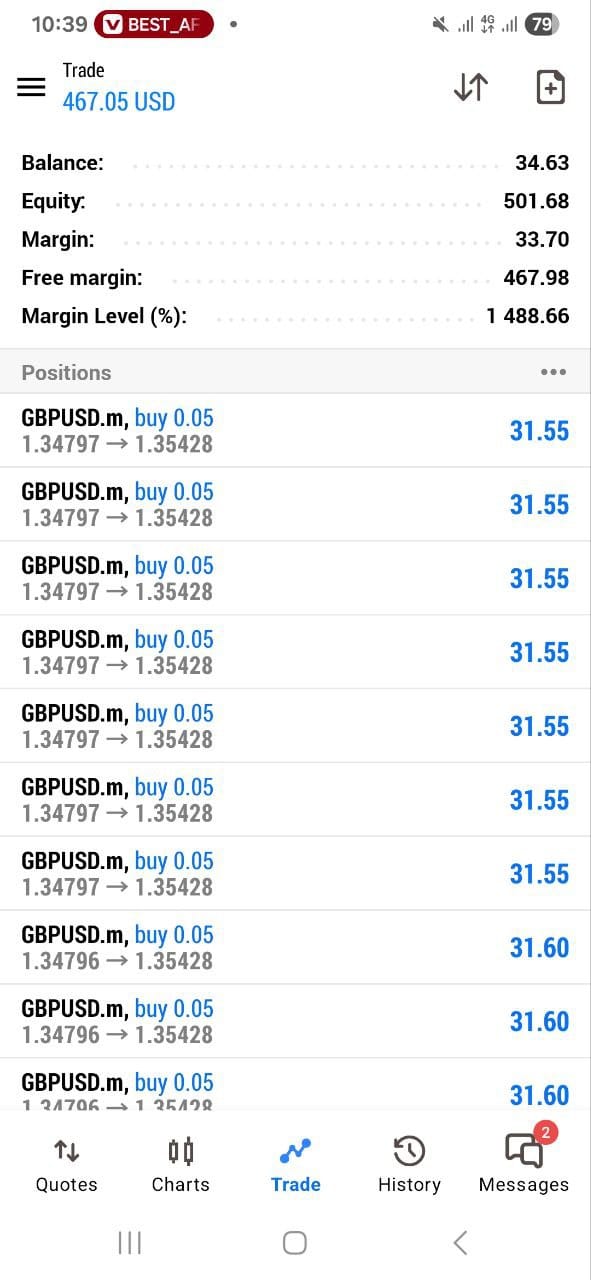 10:39 V BEST_AF 4G 79
Trade
467.05 USD
Balance: 34.63
Equity: 501.68
Margin: 33.70
Free margin: 467.98
Margin Level (%): 1 488.66
Positions
GBPUSD.m, buy 0.05
1.34797 → 1.35428 31.55
GBPUSD.m, buy 0.05
1.34797 → 1.35428 31.55
GBPUSD.m, buy 0.05
1.34797 → 1.35428 31.55
GBPUSD.m, buy 0.05
1.34797 → 1.35428 31.55
GBPUSD.m, buy 0.05
1.34797 → 1.35428 31.55
GBPUSD.m, buy 0.05
1.34797 → 1.35428 31.55
GBPUSD.m, buy 0.05
1.34797 → 1.35428 31.55
GBPUSD.m, buy 0.05
1.34796 → 1.35428 31.60
GBPUSD.m, buy 0.05
1.34796 → 1.35428 31.60
GBPUSD.m, buy 0.05
1.34796 → 1.35428 31.60
2
Quotes Charts Trade History Messages